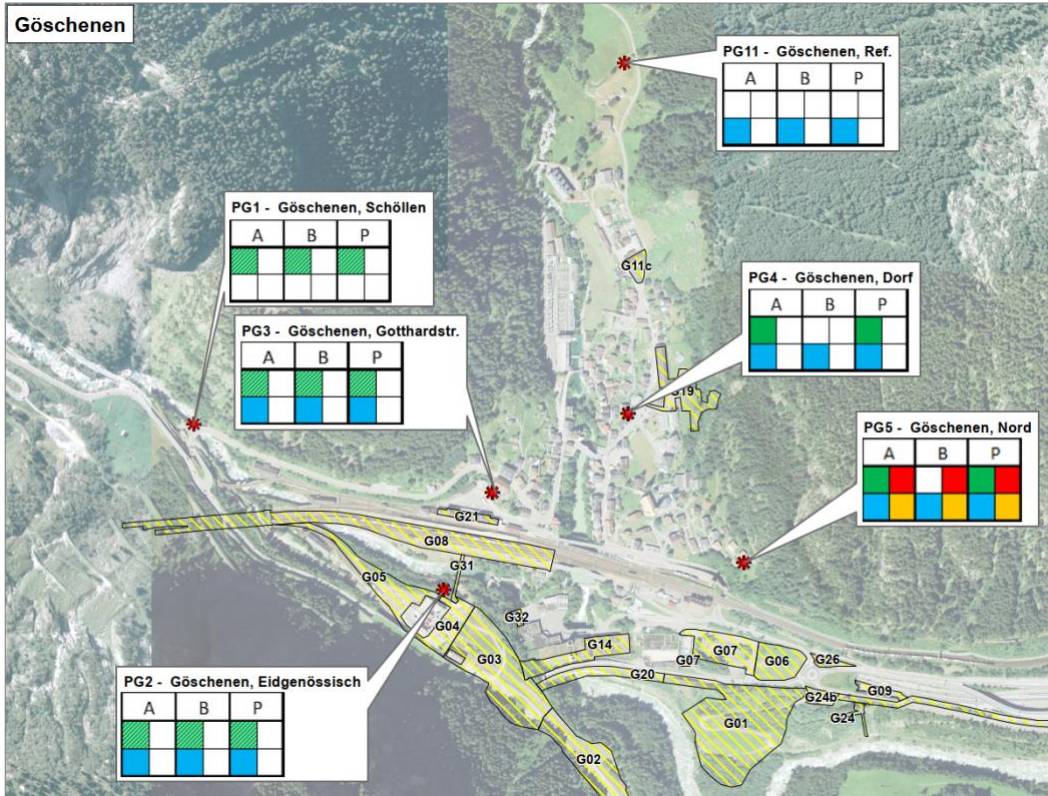 Göschenen
PG11 - Göschenen, Ref.
A B P
PG1 - Göschenen, Schöllen
A B P
G11c
PG4 - Göschenen, Dorf
A B P
PG3 - Göschenen, Gotthardstr.
A B P
G19
PG5 - Göschenen, Nord
A B P
G21
G08
G31
G05
G32
G04
G14
G03
G07
G07
G06
G26
G20
G09
G24b
G01
G24
PG2 - Göschenen, Eidgenössisch
A B P
G02